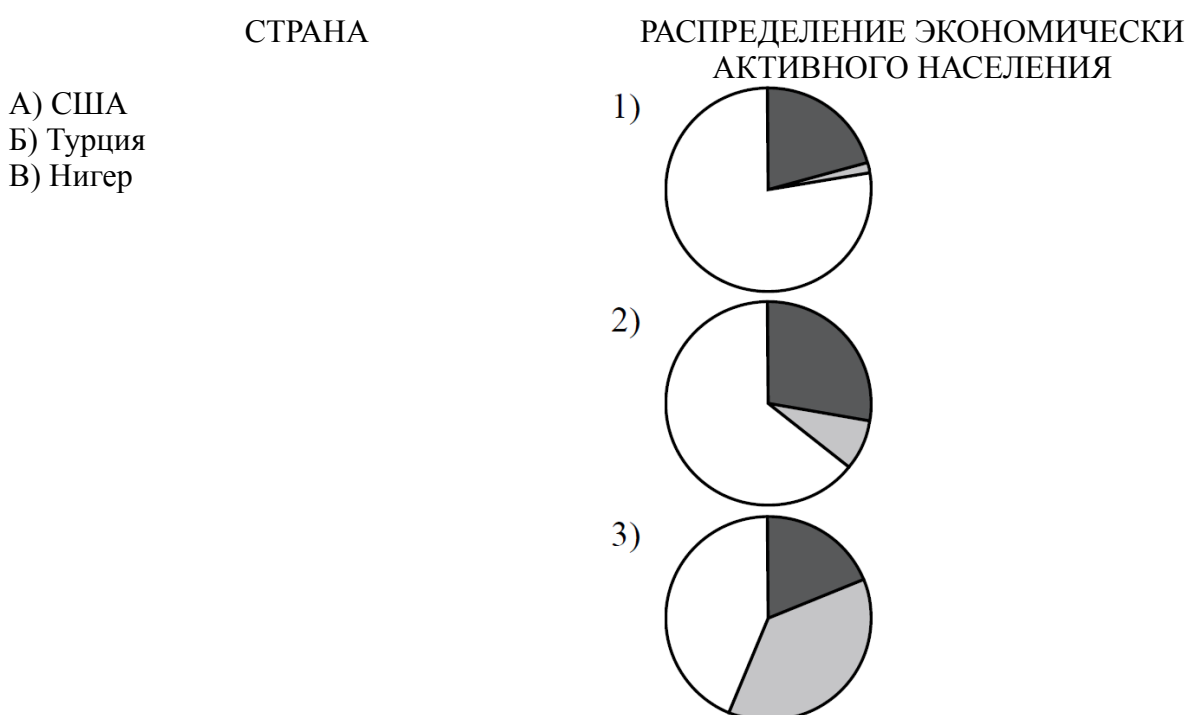 СТРАНА
РАСПРЕДЕЛЕНИЕ ЭКОНОМИЧЕСКИ
АКТИВНОГО НАСЕЛЕНИЯ
А) США
Б) Турция
В) Нигер
1)
2)
3)